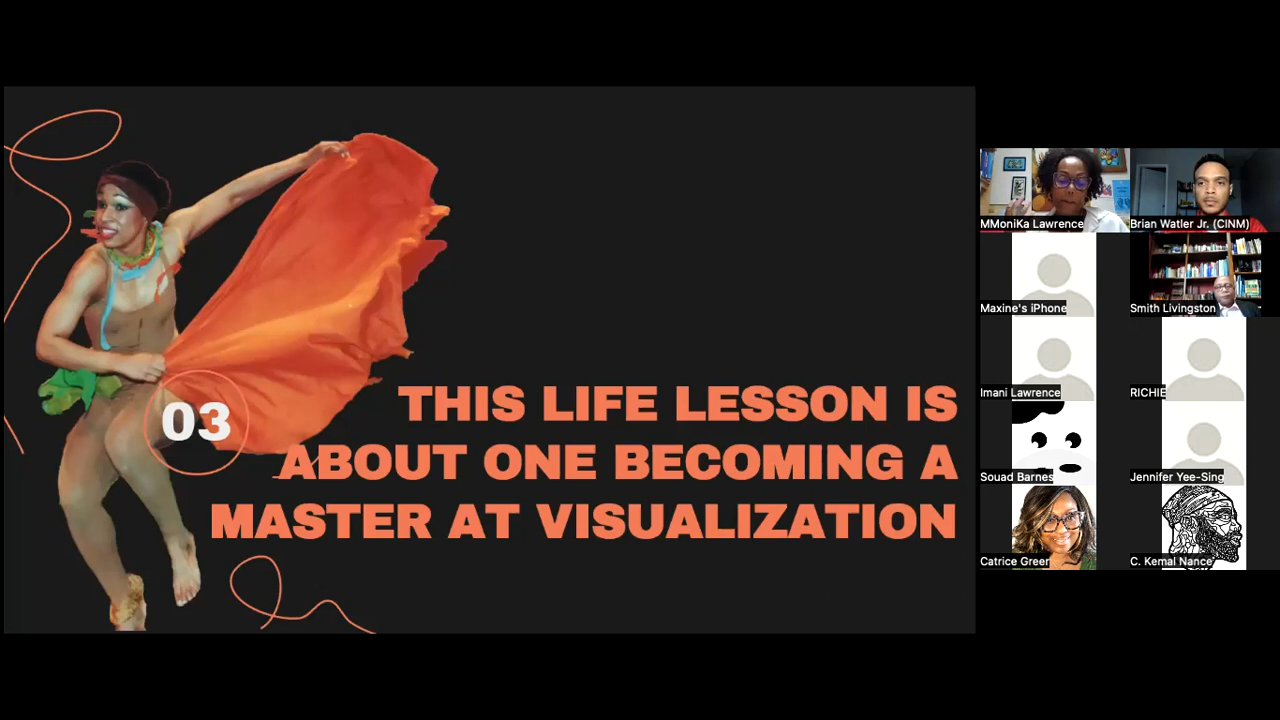 03
THIS LIFE LESSON IS
ABOUT ONE BECOMING A
MASTER AT VISUALIZATION
MMoniKa Lawrence
Brian Watler Jr. (CINM)
Maxine's iPhone
Smith Livingston
Imani Lawrence
RICHIE
Souad Barnes
Jennifer Yee-Sing
Catrice Greer
C. Kemal Nance